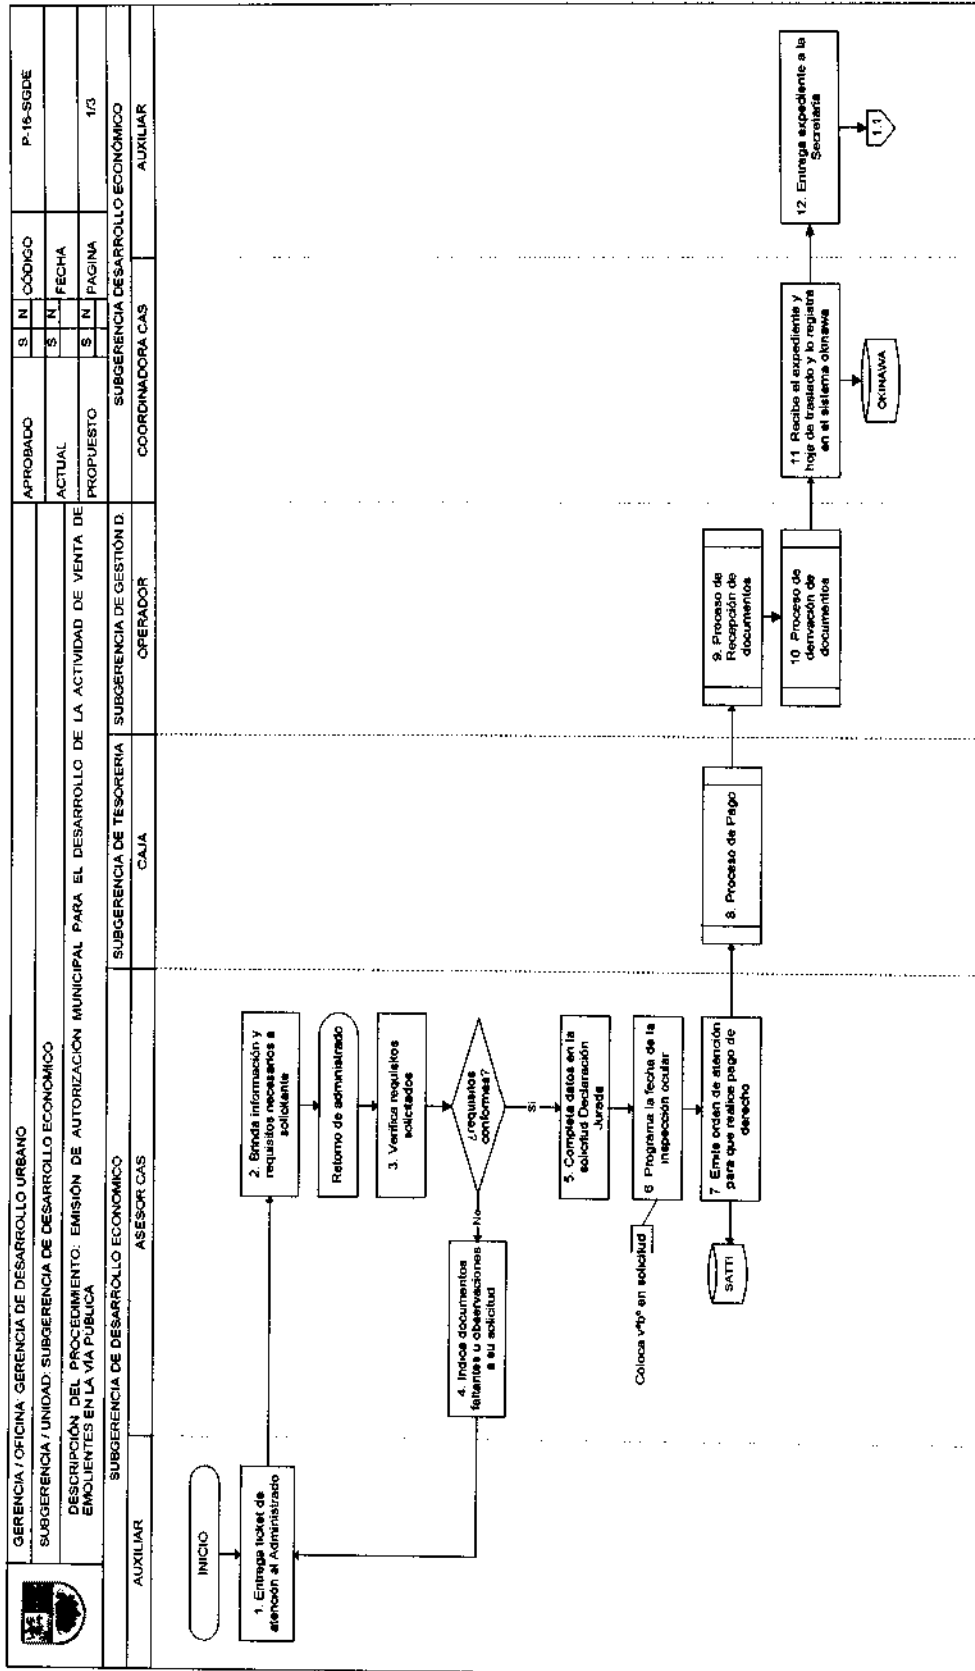 GERENCIA / OFICINA: GERENCIA DE DESARROLLO URBANO
APROBADO
S N
CÓDIGO
P-16-SGDE
SUBGERENCIA / UNIDAD: SUBGERENCIA DE DESARROLLO ECONÓMICO
ACTUAL
S N
FECHA
DESCRIPCIÓN DEL PROCEDIMIENTO: EMISIÓN DE AUTORIZACIÓN MUNICIPAL PARA EL DESARROLLO DE LA ACTIVIDAD DE VENTA DE
EMOLIENTES EN LA VÍA PÚBLICA
PROPUESTO
S N
PAGINA
1/3
SUBGERENCIA DE DESARROLLO ECONOMICO
SUBGERENCIA DE TESORERIA
SUBGERENCIA DE GESTIÓN D.
SUBGERENCIA DESARROLLO ECONÓMICO
AUXILIAR
ASESOR CAS
CAJA
OPERADOR
COORDINADORA CAS
AUXILIAR
INICIO
1. Entrega ticket de
atención al Administrado
2. Brinda información y
requisitos necesarios a
solicitante
Retorno de administrado
3. Verifica requisitos
solicitados
¿requisitos
conformes?
No
Si
4. Indica documentos
faltantes u observaciones
a su solicitud
5. Completa datos en la
solicitud Declaración
Jurada
6 Programa la fecha de la
inspección ocular
Coloca v°b° en solicitud
7 Emite orden de atención
para que realice pago de
derecho
SATTI
8. Proceso de Pago
9. Proceso de
Recepción de
documentos
10 Proceso de
derivación de
documentos
11 Recibe el expediente y
hoja de traslado y lo registra
en el sistema okinawa
OKINAWA
12. Entrega expediente a la
Secretaria
1.1